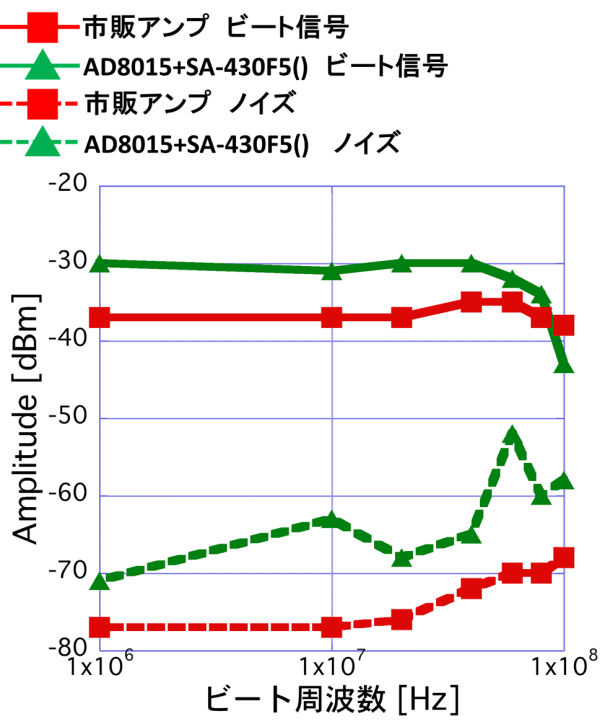 市販アンプ ビート信号
AD8015+SA-430F5() ビート信号
市販アンプ ノイズ
AD8015+SA-430F5() ノイズ
-20
-30
-40
-50
-60
-70
-80
Amplitude [dBm]
1x10⁶ 1x10⁷ 1x10⁸
ビート周波数 [Hz]